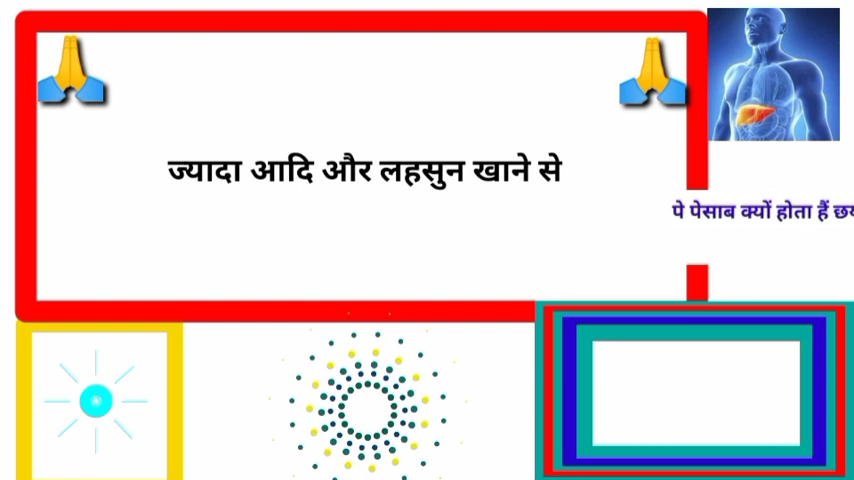 ज्यादा आदि और लहसुन खाने से
पे पेसाब क्यों होता हैं